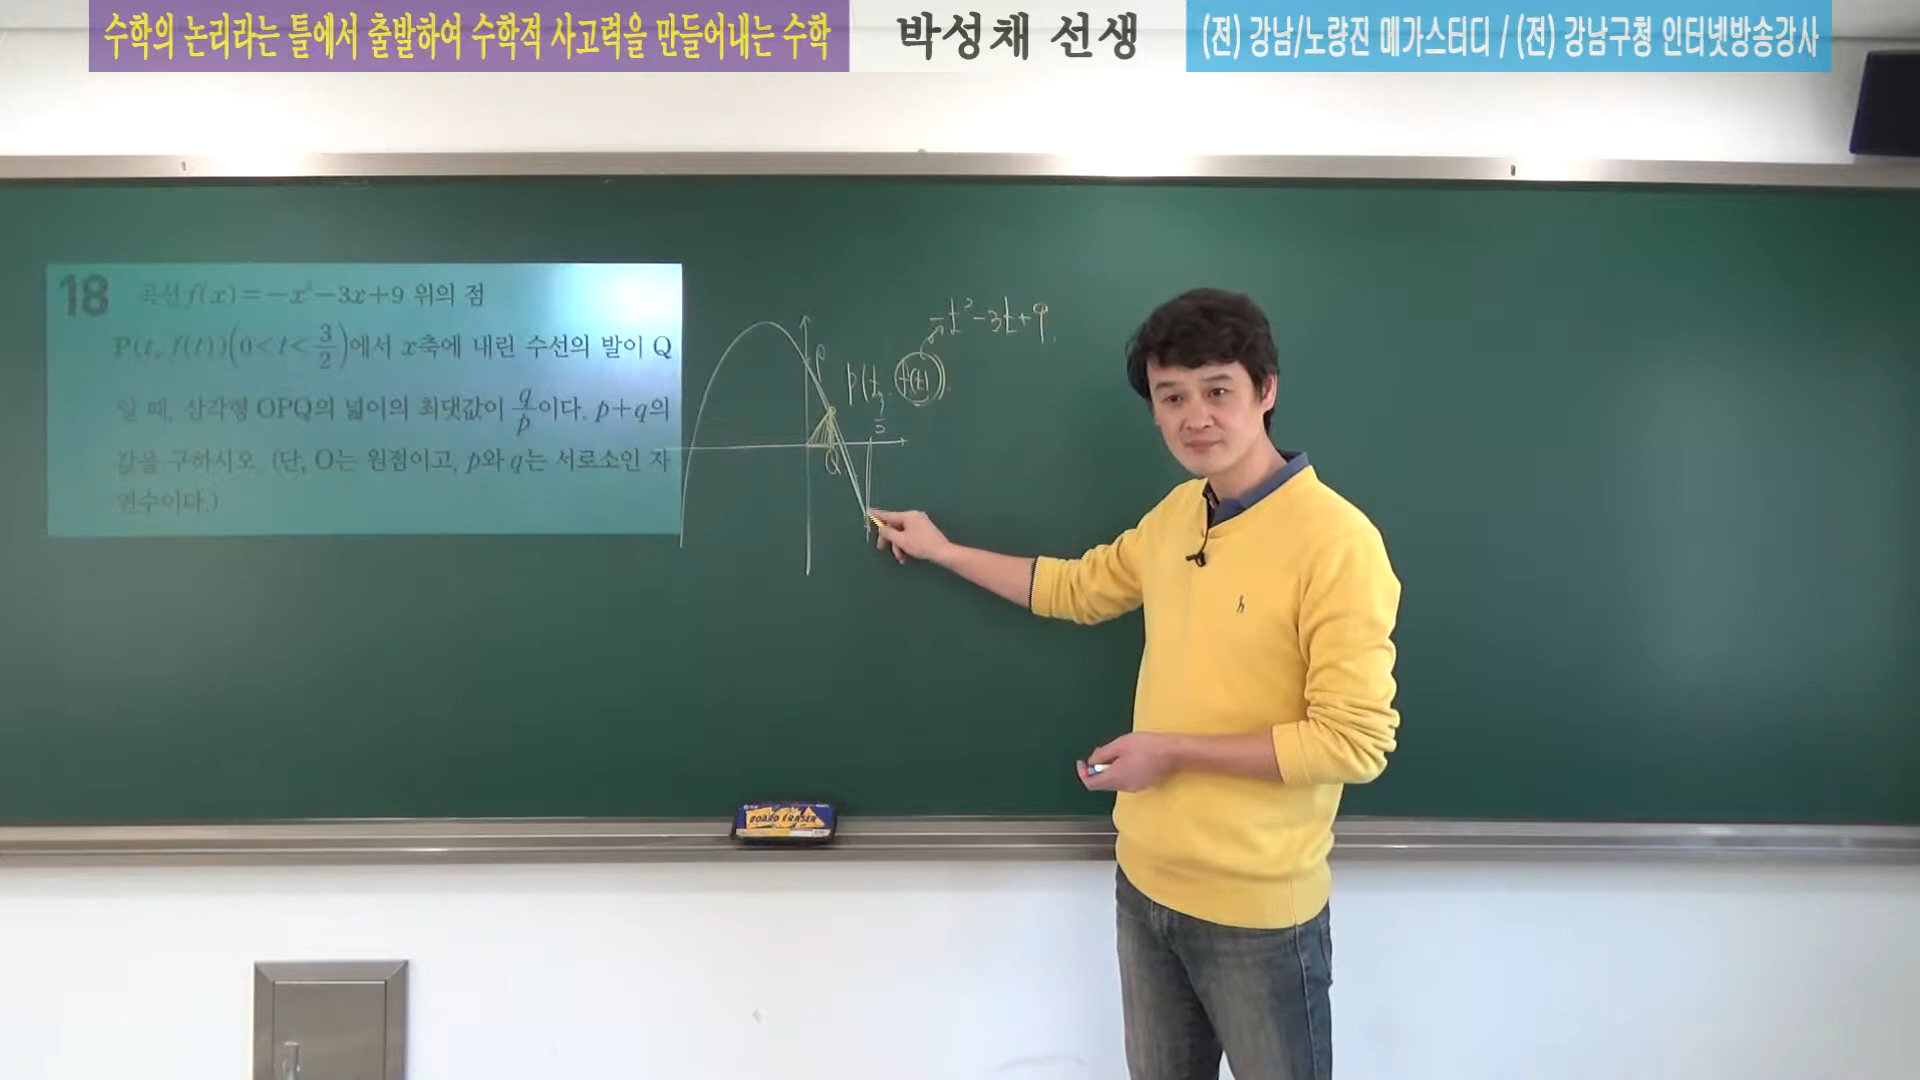 수학의 논리라는 틀에서 출발하여 수학적 사고력을 만들어내는 수학
박성채 선생
(전) 강남/노량진 메가스터디 / (전) 강남구청 인터넷방송강사
18 곡선 f(x)=-x²-3x+9 위의 점
P(t, f(t))(0<t<3/2)에서 x축에 내린 수선의 발이 Q
일 때, 삼각형 OPQ의 넓이의 최댓값이 q/p이다. p+q의
값을 구하시오. (단, O는 원점이고, p와 q는 서로소인 자
연수이다.)
-t²-3t+9.
P(t, f(t)).
Q
h
BOARD ERASER